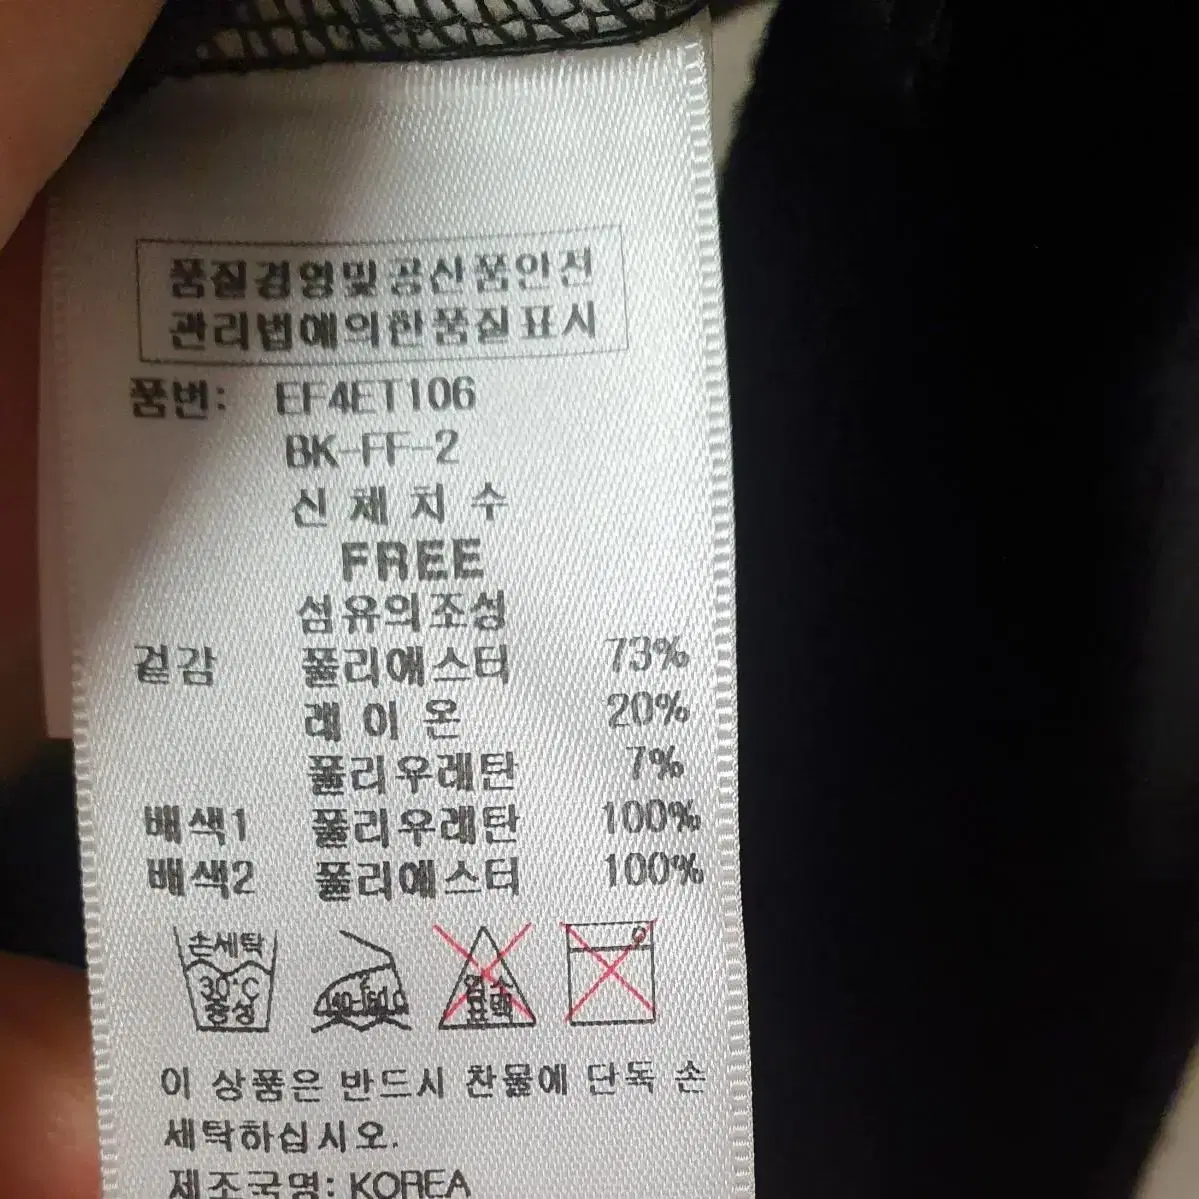 품질경영및공산품안전
관리법에의한품질표시
품번: EF4ET106
BK-FF-2
신 체 치 수
FREE
섬유의조성
겉감 폴리에스터 73%
레 이 온 20%
폴리우레탄 7%
배색1 폴리우레탄 100%
배색2 폴리에스터 100%
손세탁
30°C
중성
염소
표백
이 상품은 반드시 찬물에 단독 손
세탁하십시오.
제조국명: KOREA